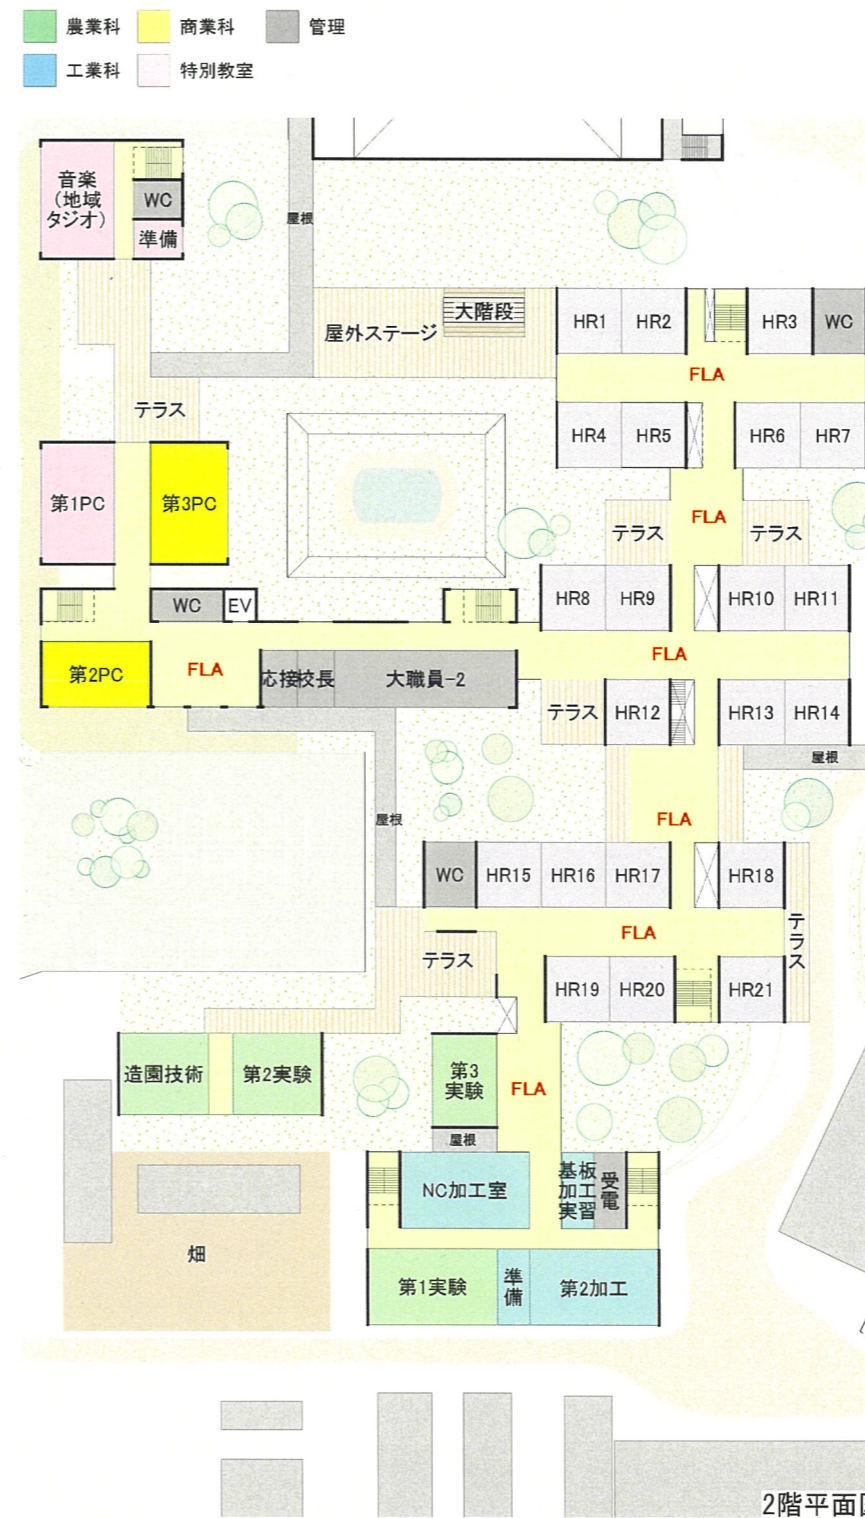 農業科 商業科 管理
工業科 特別教室
音楽
(地域
タジオ)
WC
準備
屋根
大階段
屋外ステージ
HR1 HR2 HR3 WC
FLA
テラス
HR4 HR5 HR6 HR7
第1PC 第3PC
テラス FLA テラス
WC EV
HR8 HR9 HR10 HR11
第2PC FLA 応接 校長 大職員-2
FLA
テラス HR12 HR13 HR14
屋根
屋根
FLA
WC HR15 HR16 HR17 HR18
テラス
FLA
テラス
HR19 HR20 HR21
造園技術 第2実験
第3
実験
FLA
屋根
NC加工室
基板
加工
実習
受
電
畑
第1実験
準
備
第2加工
2階平面